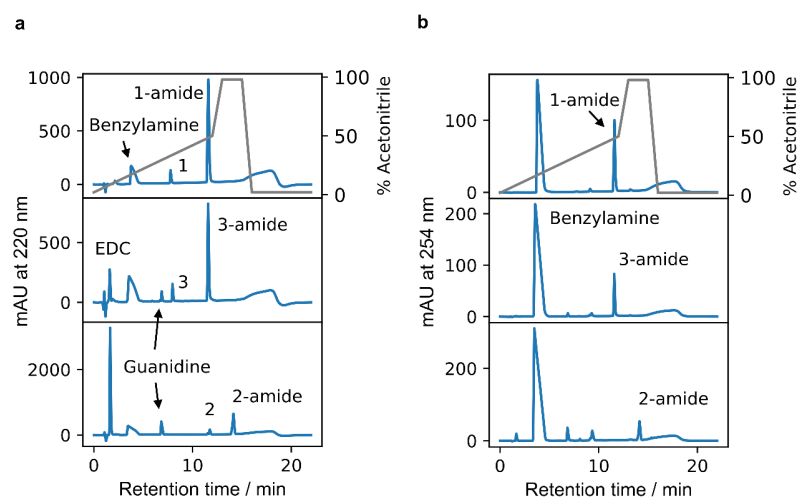 a
b
1000
500
0
100
50
0
1-amide
Benzylamine
1
% Acetonitrile
100
0
100
50
0
1-amide
% Acetonitrile
mAU at 220 nm
500
0
EDC
3-amide
3
mAU at 254 nm
200
100
0
Benzylamine
3-amide
2000
0
Guanidine
2
2-amide
200
0
2-amide
0
10
20
Retention time / min
0
10
20
Retention time / min